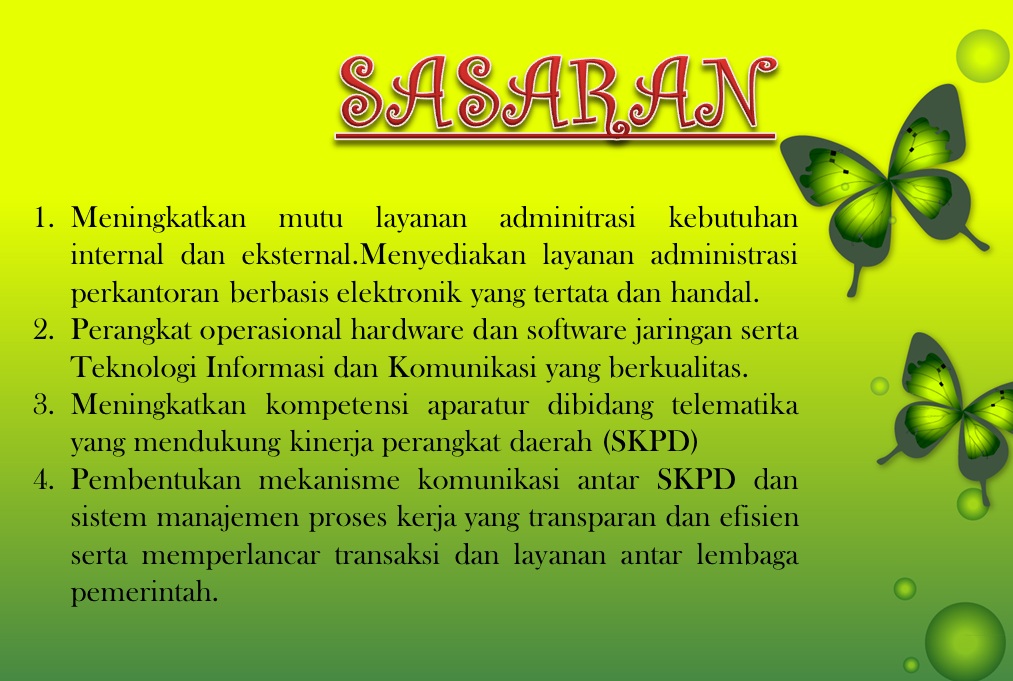 SASARAN
1. Meningkatkan mutu layanan adminitrasi kebutuhan
internal dan eksternal.Menyediakan layanan administrasi
perkantoran berbasis elektronik yang tertata dan handal.
2. Perangkat operasional hardware dan software jaringan serta
Teknologi Informasi dan Komunikasi yang berkualitas.
3. Meningkatkan kompetensi aparatur dibidang telematika
yang mendukung kinerja perangkat daerah (SKPD)
4. Pembentukan mekanisme komunikasi antar SKPD dan
sistem manajemen proses kerja yang transparan dan efisien
serta memperlancar transaksi dan layanan antar lembaga
pemerintah.